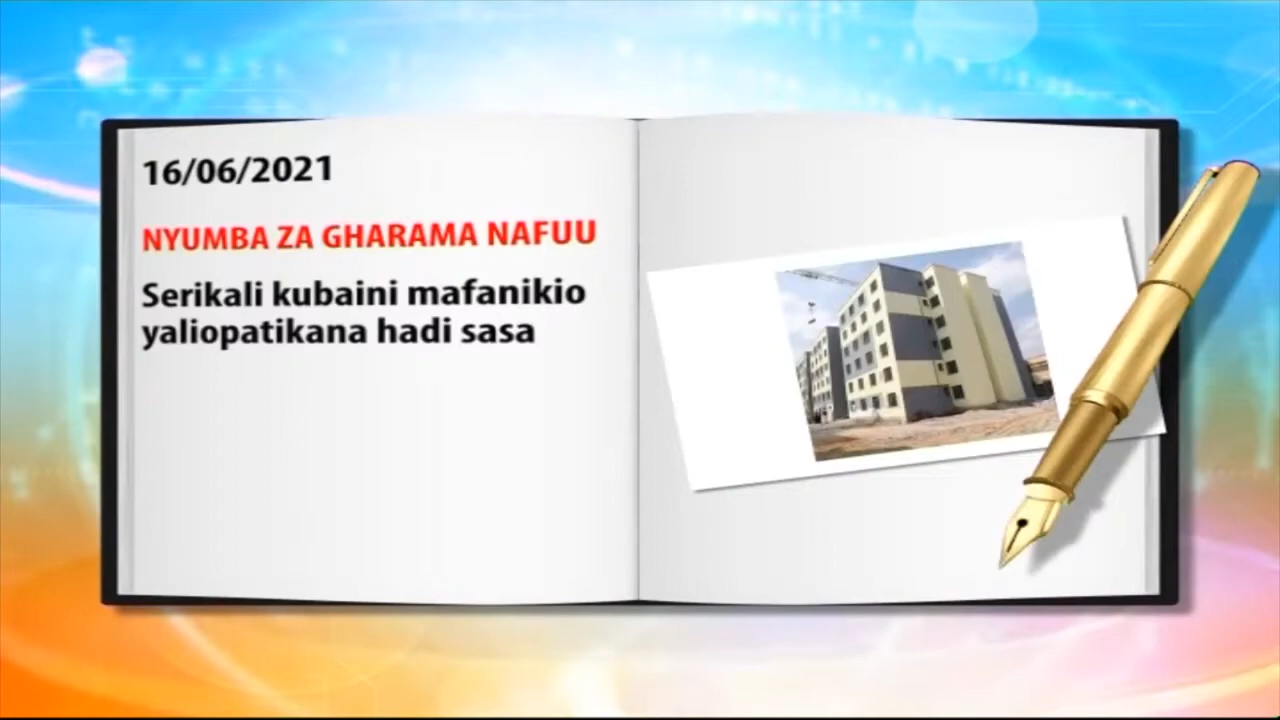 16/06/2021
NYUMBA ZA GHARAMA NAFUU
Serikali kubaini mafanikio
yaliopatikana hadi sasa